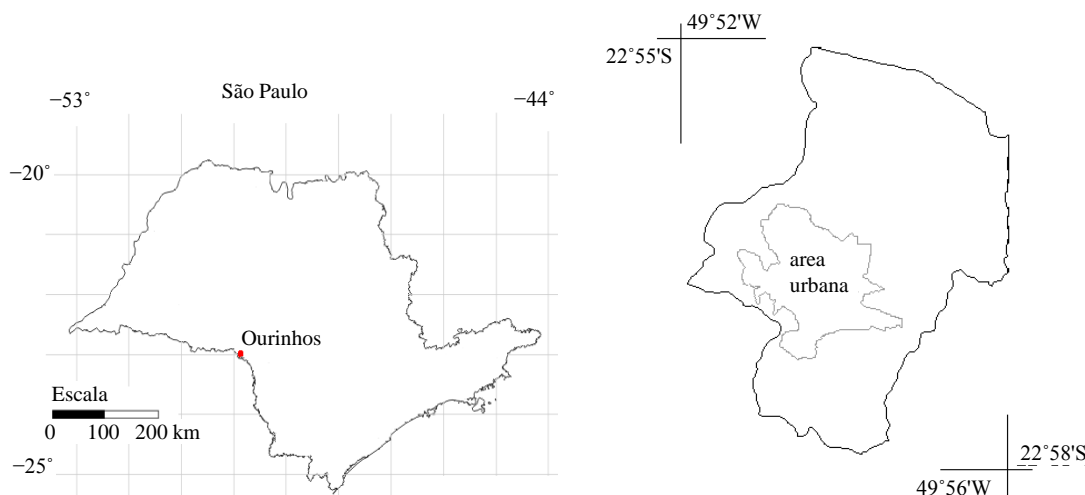 São Paulo
−53˚
−44˚
−20˚
Ourinhos
Escala
0 100 200 km
−25˚
49˚52'W
22˚55'S
area
urbana
22˚58'S
49˚56'W